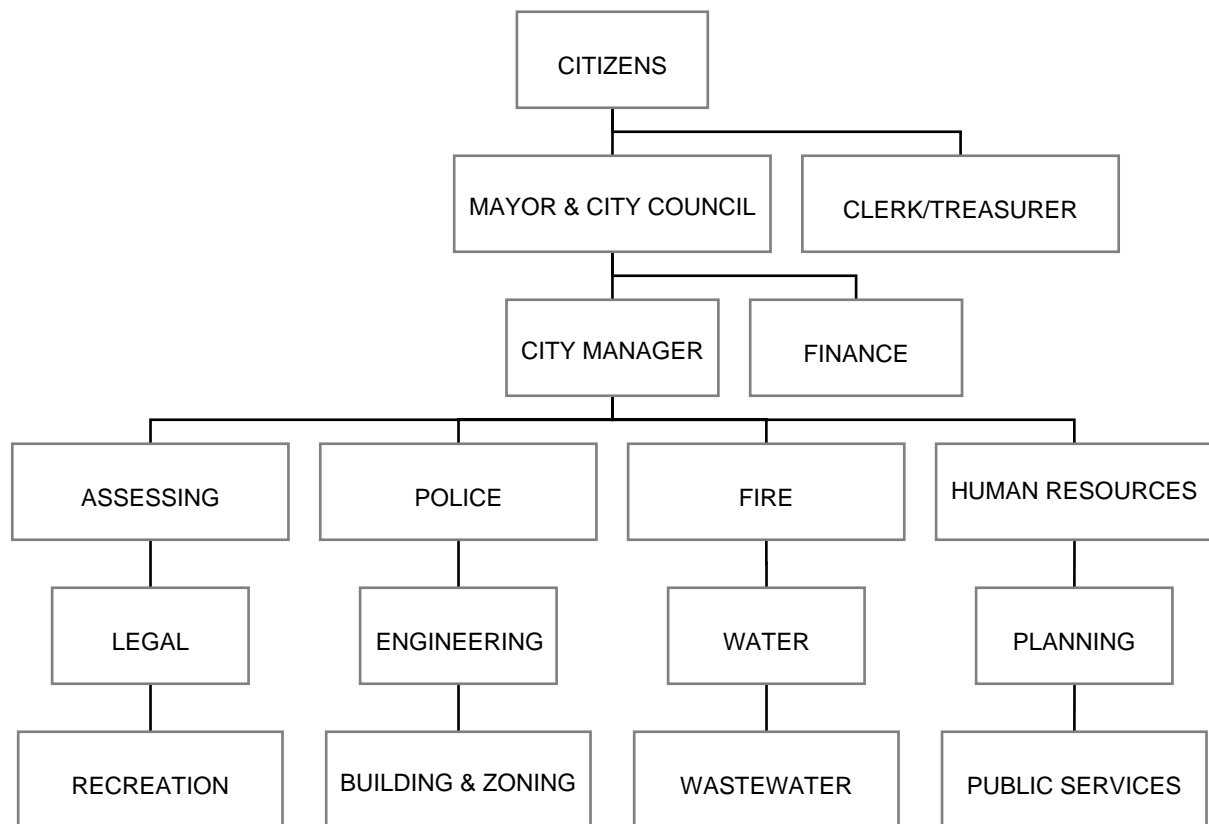 CITIZENS
MAYOR & CITY COUNCIL
CLERK/TREASURER
CITY MANAGER
FINANCE
ASSESSING
POLICE
FIRE
HUMAN RESOURCES
LEGAL
ENGINEERING
WATER
PLANNING
RECREATION
BUILDING & ZONING
WASTEWATER
PUBLIC SERVICES